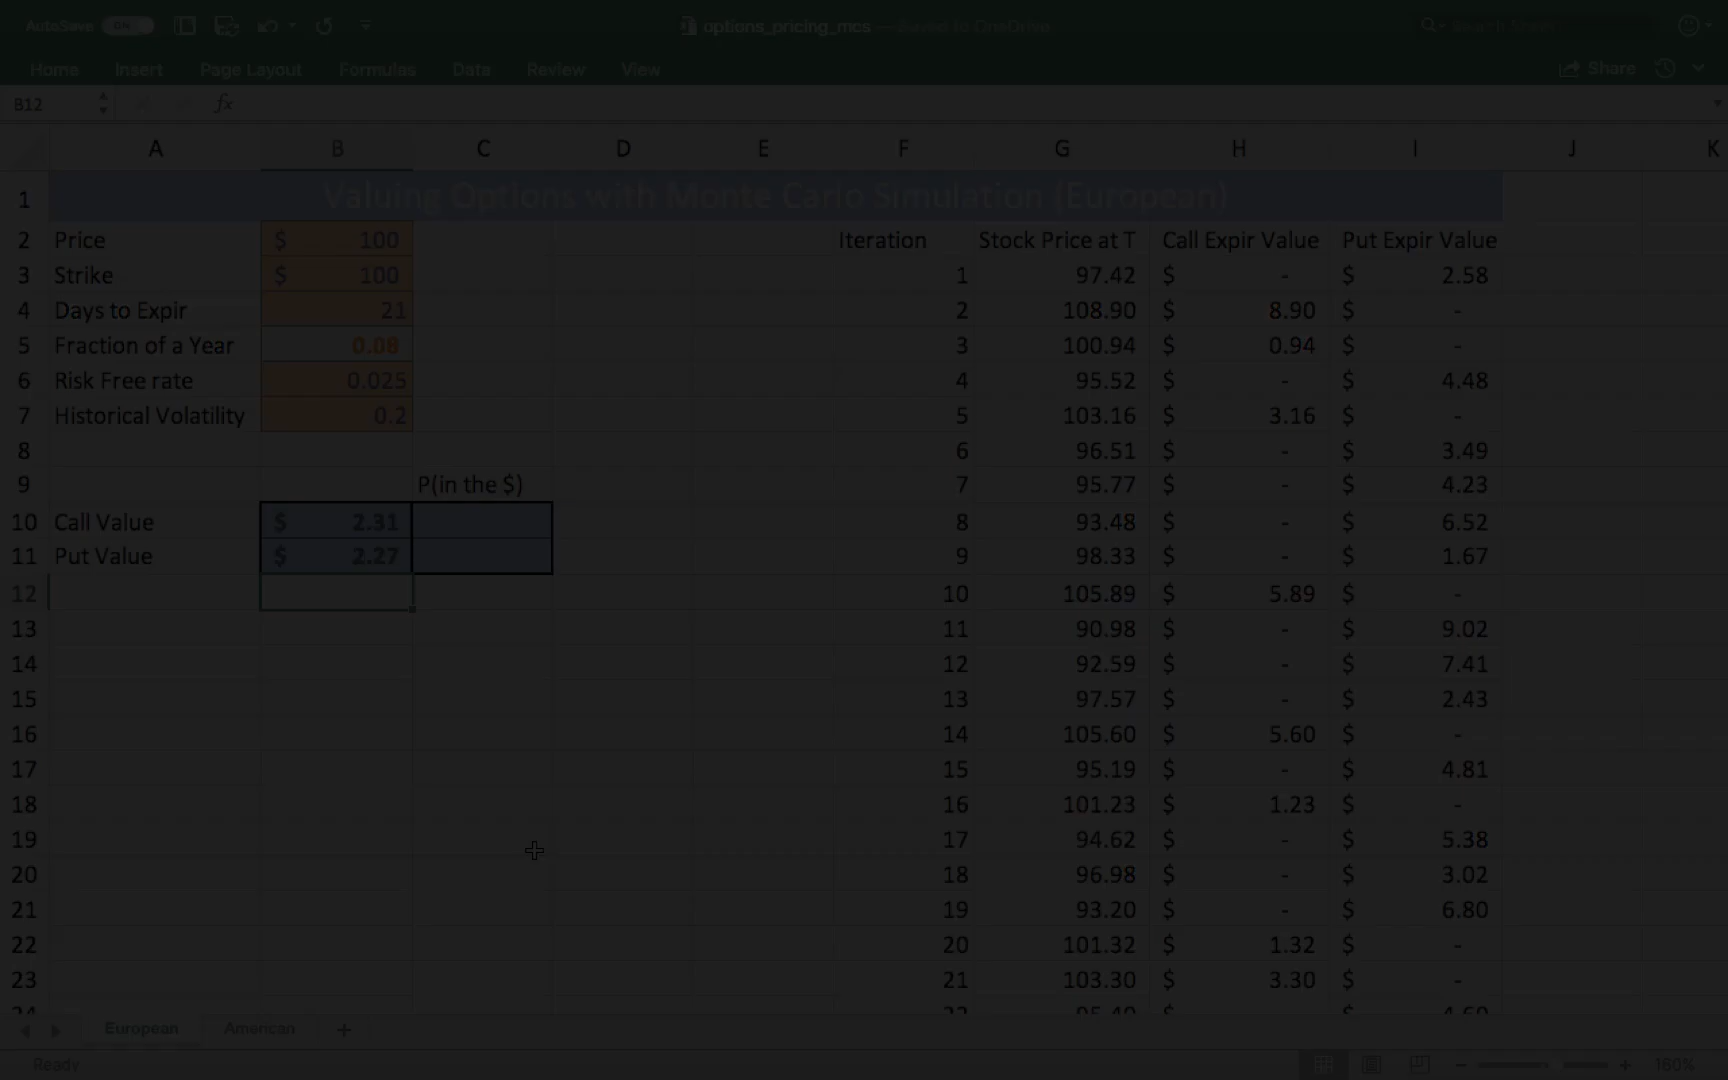 AutoSave ON options_pricing_mcs — Saved to OneDrive
Home Insert Page Layout Formulas Data Review View Share
B12 fx
A B C D E F G H I J K
1 Valuing Options with Monte Carlo Simulation (European)
2 Price $ 100 Iteration Stock Price at T Call Expir Value Put Expir Value
3 Strike $ 100 1 97.42 $ - $ 2.58
4 Days to Expir 21 2 108.90 $ 8.90 $ -
5 Fraction of a Year 0.08 3 100.94 $ 0.94 $ -
6 Risk Free rate 0.025 4 95.52 $ - $ 4.48
7 Historical Volatility 0.2 5 103.16 $ 3.16 $ -
8 6 96.51 $ - $ 3.49
9 P(in the $) 7 95.77 $ - $ 4.23
10 Call Value $ 2.31 8 93.48 $ - $ 6.52
11 Put Value $ 2.27 9 98.33 $ - $ 1.67
12 10 105.89 $ 5.89 $ -
13 11 90.98 $ - $ 9.02
14 12 92.59 $ - $ 7.41
15 13 97.57 $ - $ 2.43
16 14 105.60 $ 5.60 $ -
17 15 95.19 $ - $ 4.81
18 16 101.23 $ 1.23 $ -
19 17 94.62 $ - $ 5.38
20 18 96.98 $ - $ 3.02
21 19 93.20 $ - $ 6.80
22 20 101.32 $ 1.32 $ -
23 21 103.30 $ 3.30 $ -
European American +
Ready 160%